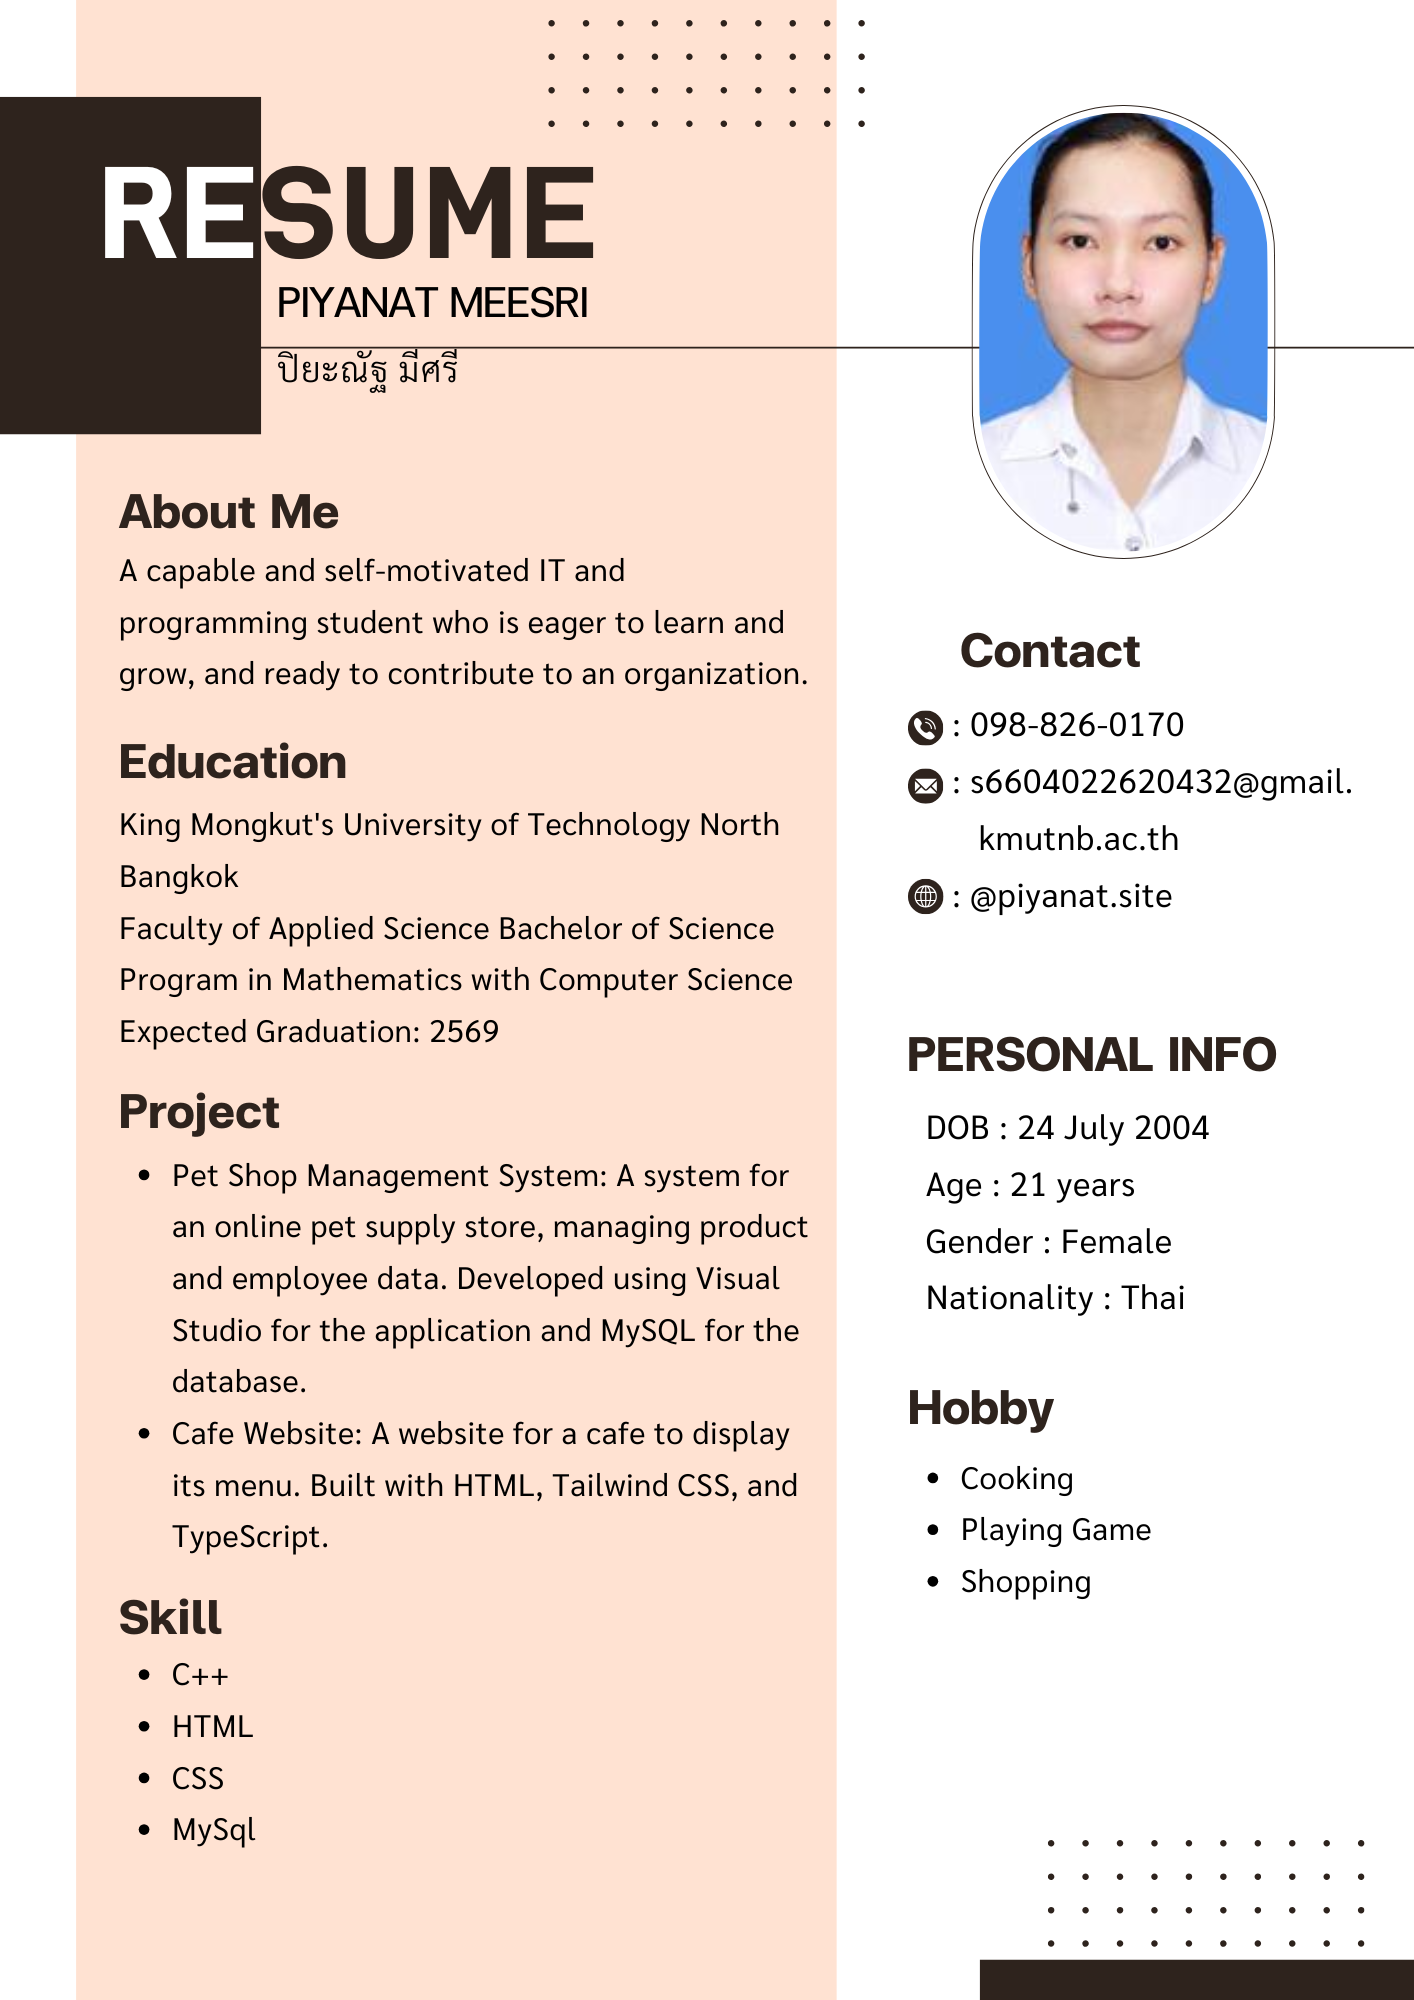 RESUME
PIYANAT MEESRI
ปิยะณัฐ มีศรี
About Me
A capable and self-motivated IT and
programming student who is eager to learn and
grow, and ready to contribute to an organization.
Education
King Mongkut's University of Technology North
Bangkok
Faculty of Applied Science Bachelor of Science
Program in Mathematics with Computer Science
Expected Graduation: 2569
Project
• Pet Shop Management System: A system for
an online pet supply store, managing product
and employee data. Developed using Visual
Studio for the application and MySQL for the
database.
• Cafe Website: A website for a cafe to display
its menu. Built with HTML, Tailwind CSS, and
TypeScript.
Skill
• C++
• HTML
• CSS
• MySql
Contact
: 098-826-0170
: s6604022620432@gmail.
kmutnb.ac.th
: @piyanat.site
PERSONAL INFO
DOB : 24 July 2004
Age : 21 years
Gender : Female
Nationality : Thai
Hobby
• Cooking
• Playing Game
• Shopping